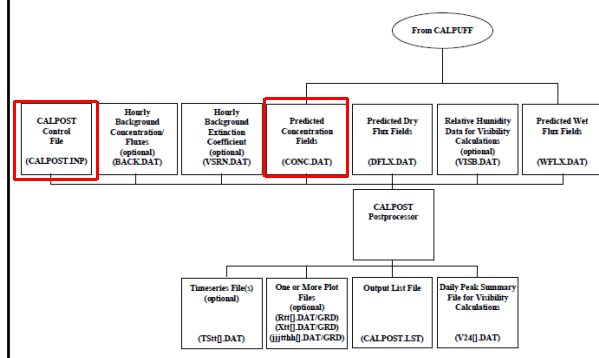 From CALPUFF
CALPOST
Control
File
(CALPOST.INP)
Hourly
Background
Concentration/
Fluxes
(optional)
(BACK.DAT)
Hourly
Background
Extinction
Coefficient
(optional)
(VSRN.DAT)
Predicted
Concentration
Fields
(CONC.DAT)
Predicted Dry
Flux Fields
(DFLX.DAT)
Relative Humidity
Data for Visibility
Calculations
(optional)
(VISB.DAT)
Predicted Wet
Flux Fields
(WFLX.DAT)
CALPOST
Postprocessor
Timeseries File(s)
(optional)
(TStt[].DAT)
One or More Plot
Files
(optional)
(Rtt[].DAT/GRD)
(Xtt[].DAT/GRD)
(jjjtthh[].DAT/GRD)
Output List File
(CALPOST.LST)
Daily Peak Summary
File for Visibility
Calculations
(V24[].DAT)